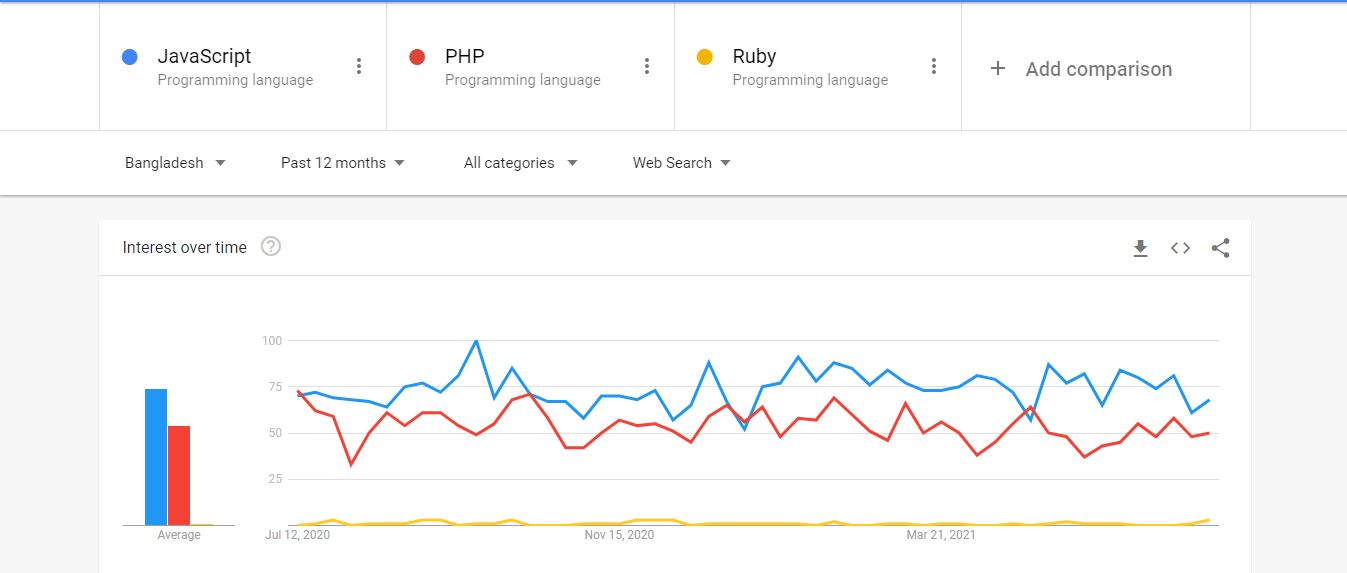 JavaScript
Programming language
PHP
Programming language
Ruby
Programming language
+ Add comparison
Bangladesh
Past 12 months
All categories
Web Search
Interest over time ?
100
75
50
25
Average
Jul 12, 2020
Nov 15, 2020
Mar 21, 2021